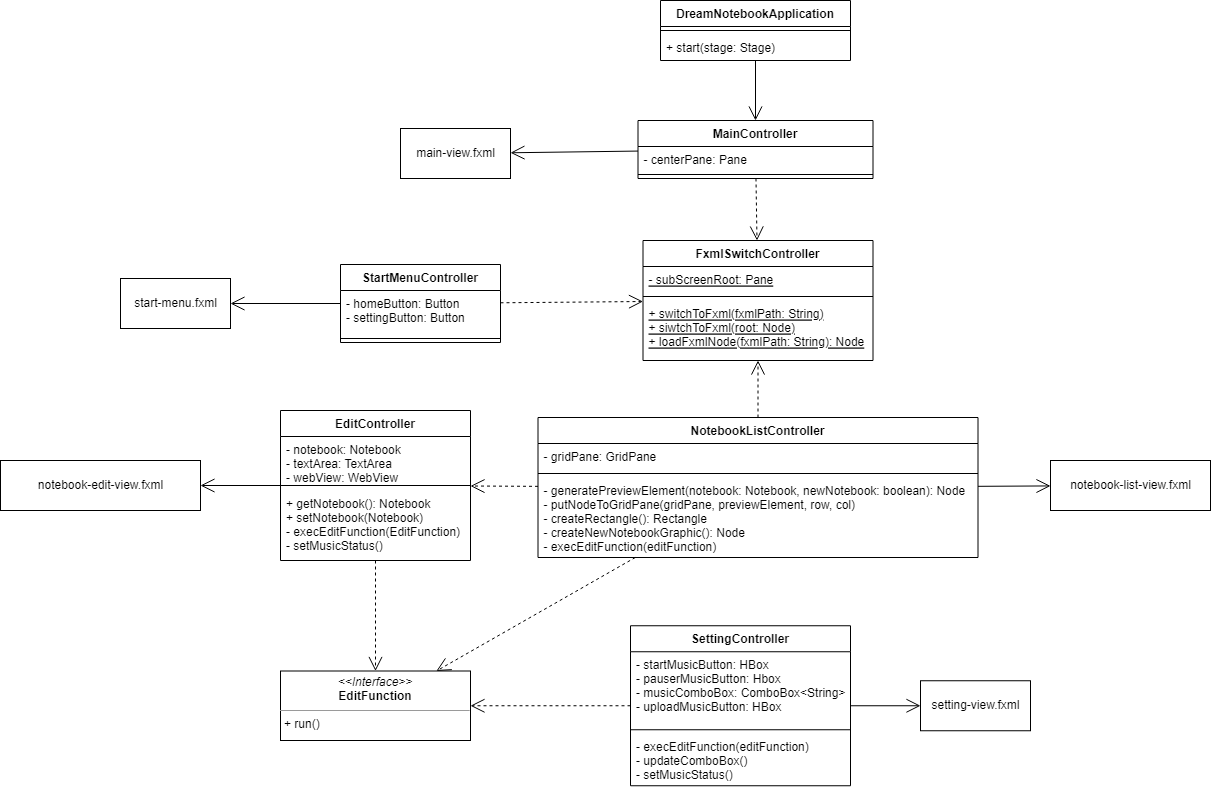 DreamNotebookApplication
+ start(stage: Stage)
MainController
- centerPane: Pane
main-view.fxml
FxmlSwitchController
- subScreenRoot: Pane
+ switchToFxml(fxmlPath: String)
+ siwtchToFxml(root: Node)
+ loadFxmlNode(fxmlPath: String): Node
StartMenuController
- homeButton: Button
- settingButton: Button
start-menu.fxml
EditController
- notebook: Notebook
- textArea: TextArea
- webView: WebView
+ getNotebook(): Notebook
+ setNotebook(Notebook)
- execEditFunction(EditFunction)
- setMusicStatus()
notebook-edit-view.fxml
NotebookListController
- gridPane: GridPane
- generatePreviewElement(notebook: Notebook, newNotebook: boolean): Node
- putNodeToGridPane(gridPane, previewElement, row, col)
- createRectangle(): Rectangle
- createNewNotebookGraphic(): Node
- execEditFunction(editFunction)
notebook-list-view.fxml
<<Interface>>
EditFunction
+ run()
SettingController
- startMusicButton: HBox
- pauserMusicButton: Hbox
- musicComboBox: ComboBox<String>
- uploadMusicButton: HBox
- execEditFunction(editFunction)
- updateComboBox()
- setMusicStatus()
setting-view.fxml